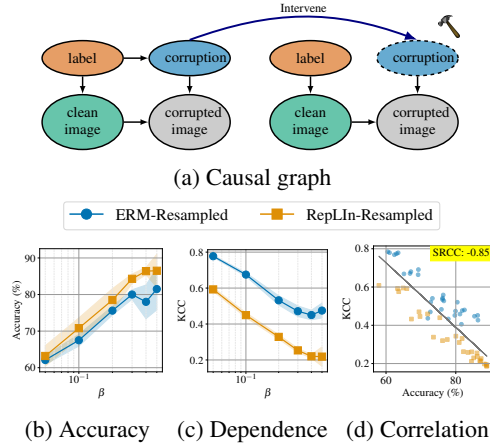 Intervene
label
corruption
label
corruption
clean
image
corrupted
image
clean
image
corrupted
image
(a) Causal graph
ERM-Resampled
RepLIn-Resampled
Accuracy (%)
90
80
70
60
10⁻¹
β
KCC
0.8
0.6
0.4
0.2
10⁻¹
β
KCC
0.8
0.6
0.4
0.2
SRCC: -0.85
60
80
Accuracy (%)
(b) Accuracy
(c) Dependence
(d) Correlation